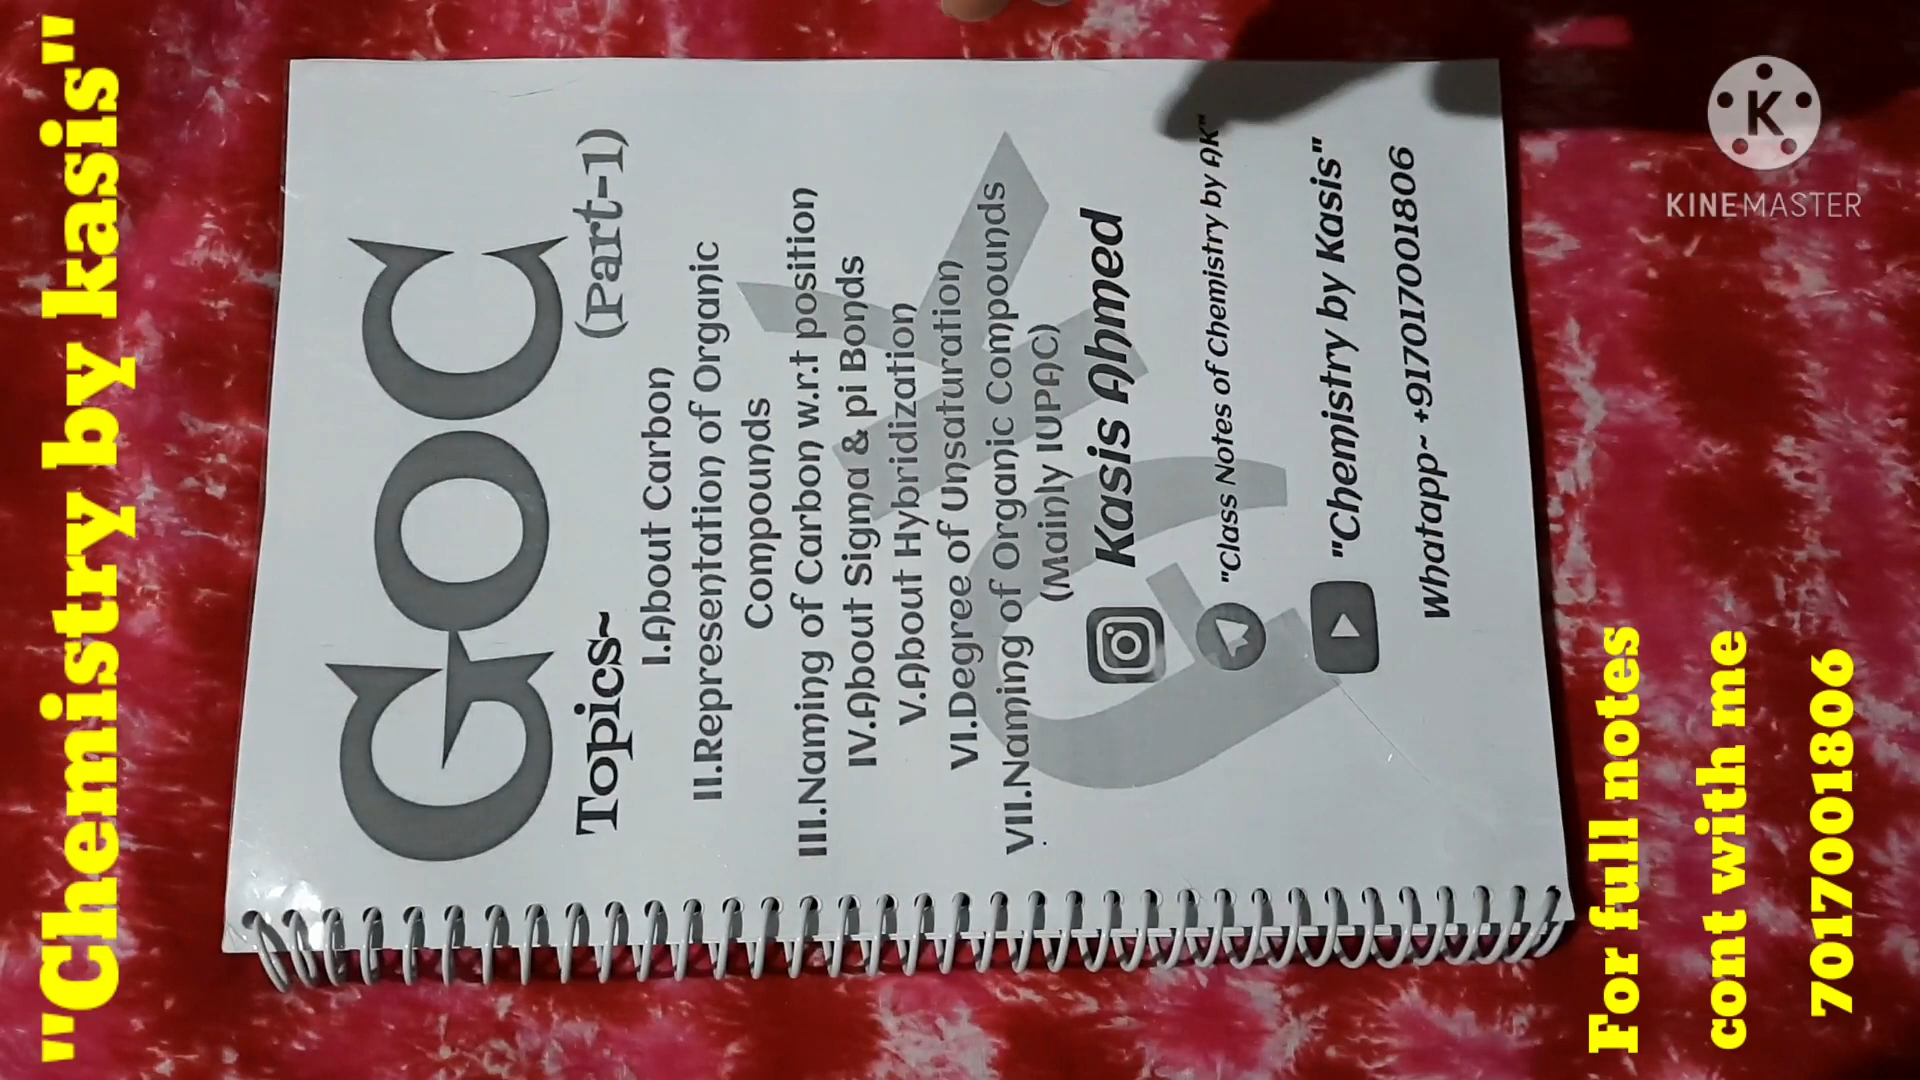 "Chemistry by kasis"
GOC
(Part-1)
Topics~
I.About Carbon
II.Representation of Organic
Compounds
III.Naming of Carbon w.r.t position
IV.About Sigma & pi Bonds
V.About Hybridization
VI.Degree of Unsaturation
VII.Naming of Organic Compounds
(Mainly IUPAC)
Kasis Ahmed
"Class Notes of Chemistry by AK"
"Chemistry by Kasis"
Whatapp~ +917017001806
For full notes
cont with me
7017001806
K
KINEMASTER